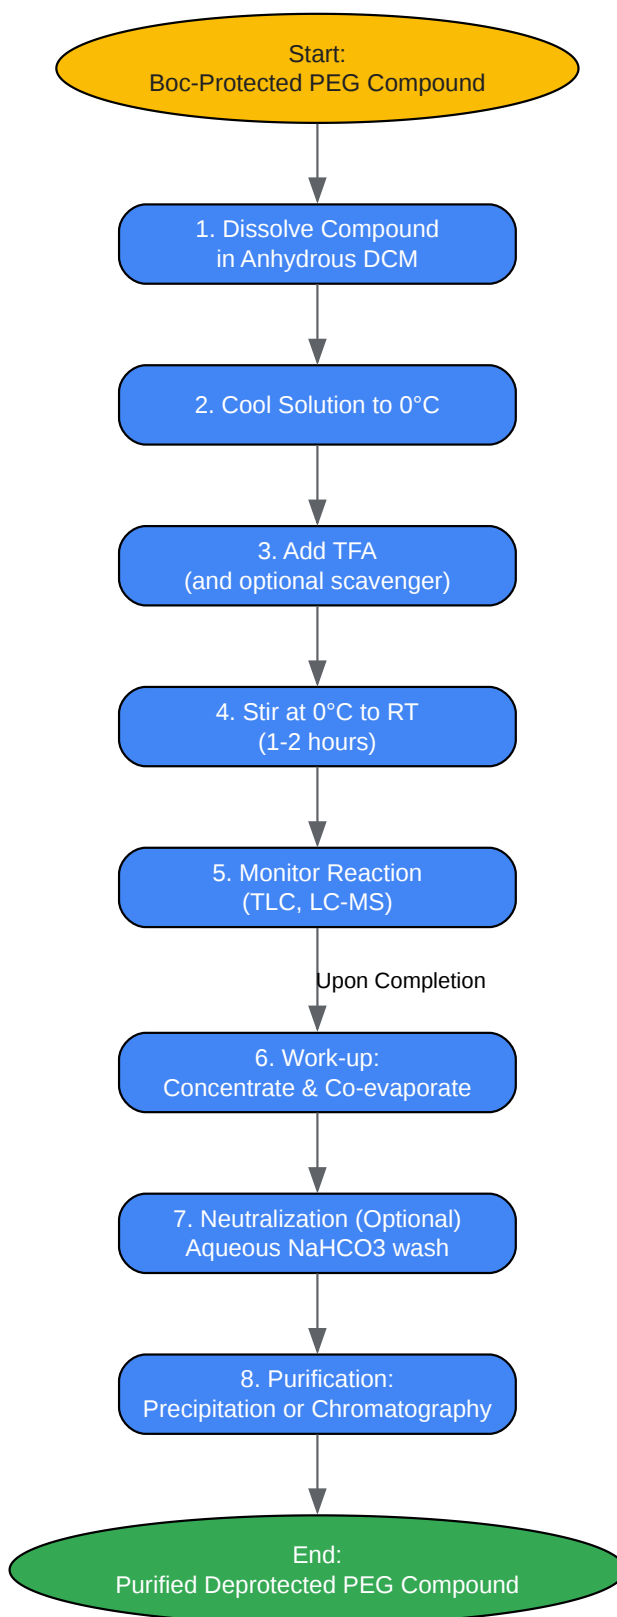 Start:
Boc-Protected PEG Compound
1. Dissolve Compound
in Anhydrous DCM
2. Cool Solution to 0°C
3. Add TFA
(and optional scavenger)
4. Stir at 0°C to RT
(1-2 hours)
5. Monitor Reaction
(TLC, LC-MS)
Upon Completion
6. Work-up:
Concentrate & Co-evaporate
7. Neutralization (Optional)
Aqueous NaHCO3 wash
8. Purification:
Precipitation or Chromatography
End:
Purified Deprotected PEG Compound